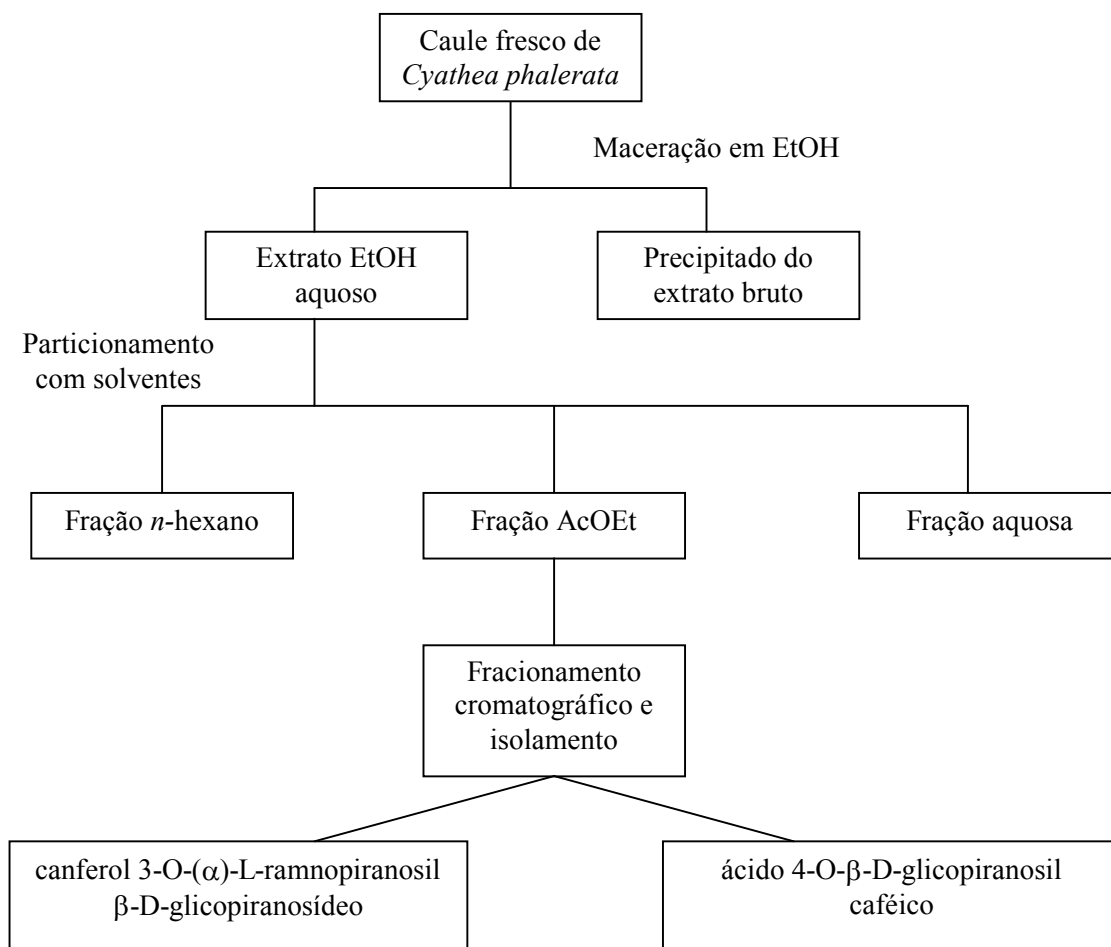 Caule fresco de
Cyathea phalerata
Maceração em EtOH
Extrato EtOH
aquoso
Precipitado do
extrato bruto
Particionamento
com solventes
Fração n-hexano
Fração AcOEt
Fração aquosa
Fracionamento
cromatográfico e
isolamento
canferol 3-O-(α)-L-ramnopiranosil
β-D-glicopiranosídeo
ácido 4-O-β-D-glicopiranosil
caféico